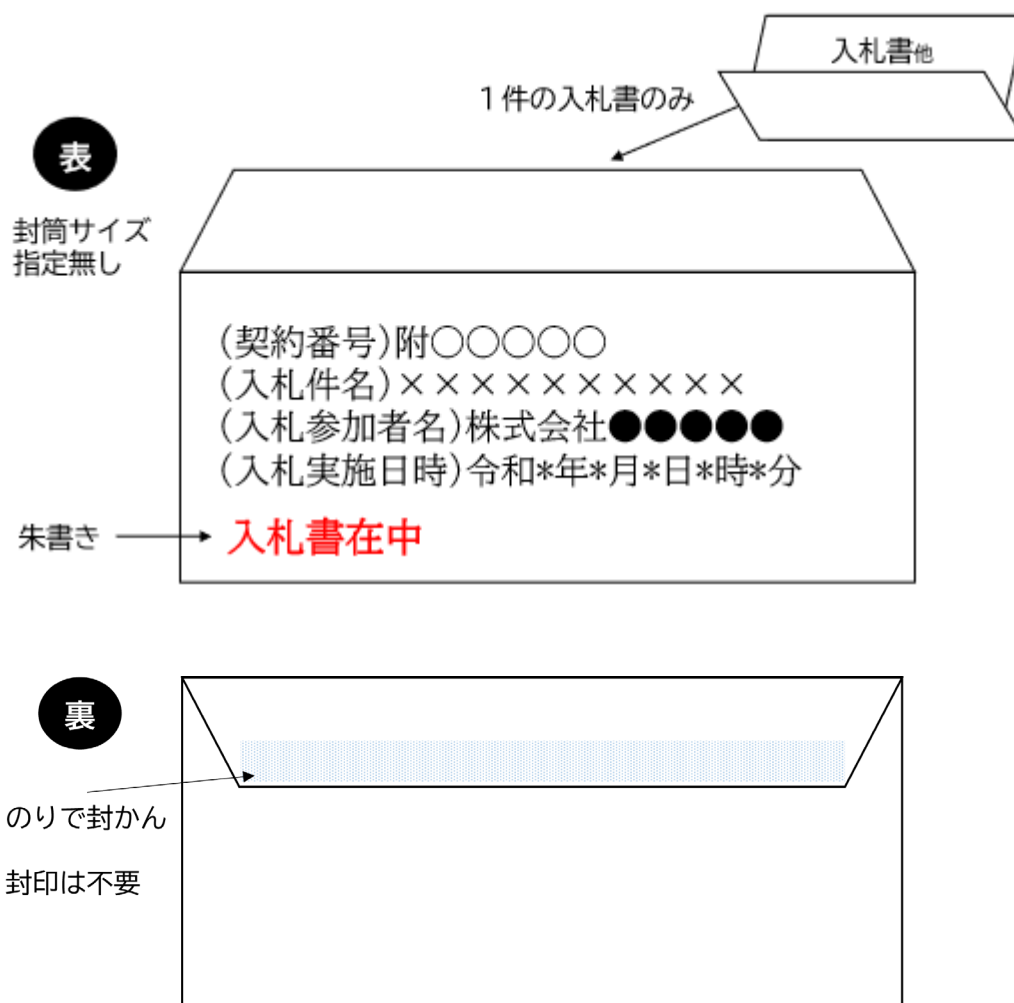 入札書他
1件の入札書のみ
表
封筒サイズ
指定無し
(契約番号)附○○○○○
(入札件名)××××××××××
(入札参加者名)株式会社●●●●●
(入札実施日時)令和*年*月*日*時*分
朱書き
入札書在中
裏
のりで封かん
封印は不要